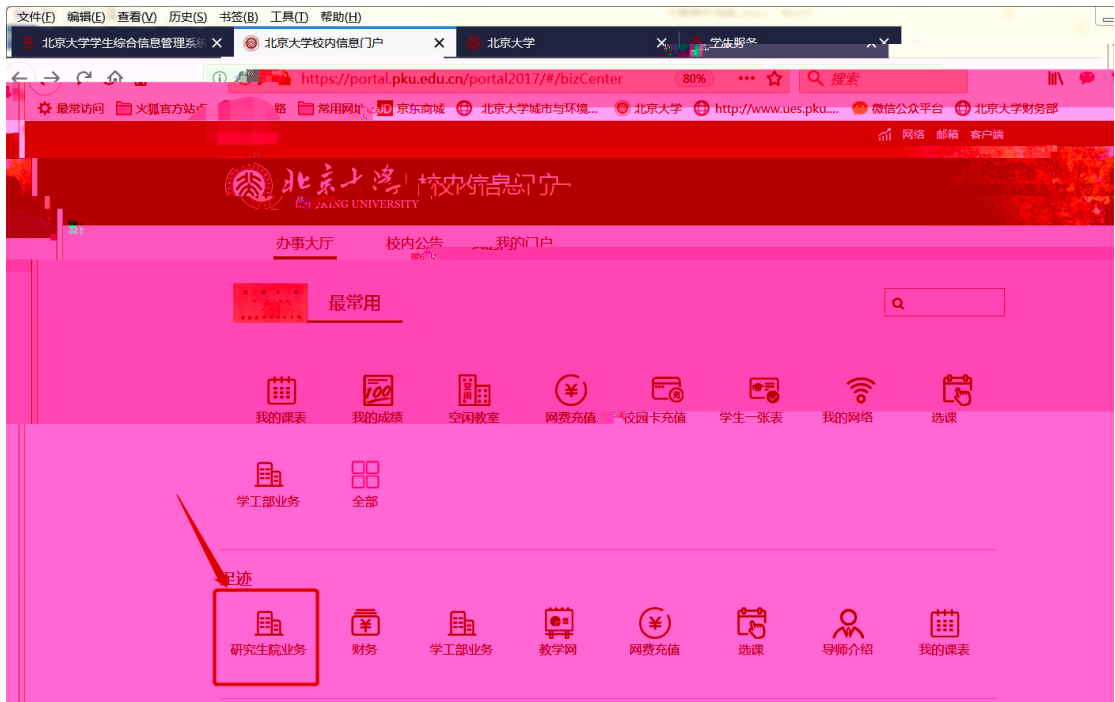 文件(F) 编辑(E) 查看(V) 历史(S) 书签(B) 工具(T) 帮助(H)
北京大学学生综合信息管理系统 北京大学校内信息门户 北京大学
https://portal.pku.edu.cn/portal2017/#/bizCenter 80% 搜索
最常访问 火狐官方站点 常用网址 JD 京东商城 北京大学城市与环境... 北京大学 http://www.ues.pku.... 微信公众平台 北京大学财务部
网络 邮箱 客户端
北京大学 校内信息门户
PEKING UNIVERSITY
办事大厅 校内公告 我的门户
最常用
我的课表 我的成绩 空闲教室 网费充值 校园卡充值 学生一张表 我的网络 选课
学工部业务 全部
足迹
研究生院业务 财务 学工部业务 教学网 网费充值 选课 导师介绍 我的课表